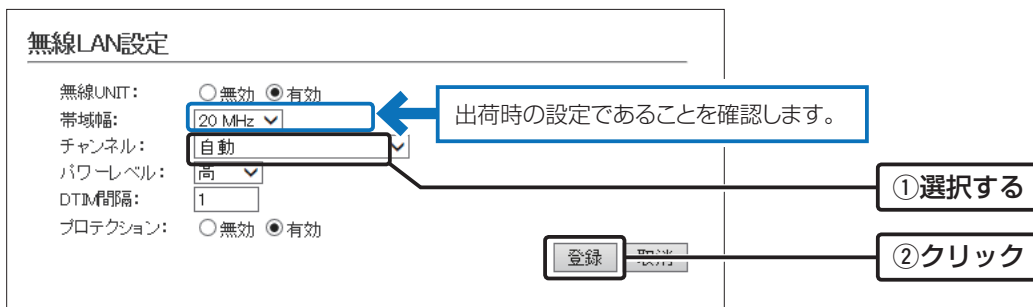 無線LAN設定
無線UNIT： ○無効 ◉有効
帯域幅： 20 MHz
出荷時の設定であることを確認します。
チャンネル： 自動
パワーレベル： 高
①選択する
DTIM間隔： 1
プロテクション： ○無効 ◉有効
登録 取消
②クリック